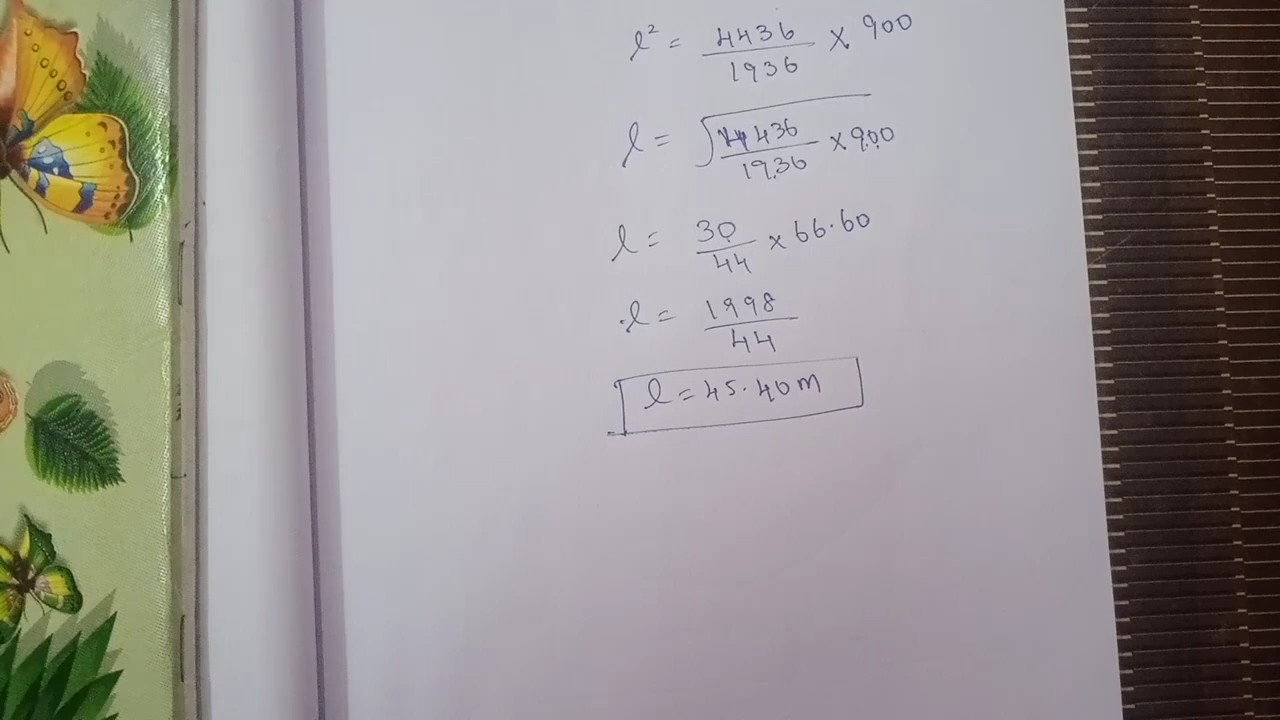 l² = 4436/1936 × 900
l = √4436/1936 × 900
l = 30/44 × 66.60
l = 1998/44
l = 45.40m